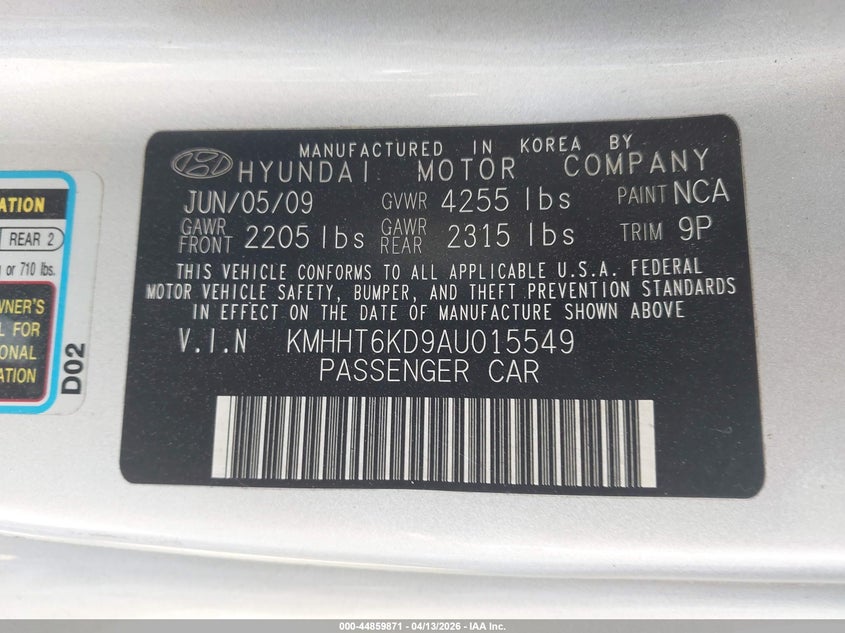 ATION
REAR 2
or 710 lbs.
OWNER'S
L FOR
ONAL
ATION
D02
MANUFACTURED IN KOREA BY
HYUNDAI MOTOR COMPANY
JUN/05/09 GVWR 4255 lbs PAINT NCA
GAWR FRONT 2205 lbs GAWR REAR 2315 lbs TRIM 9P
THIS VEHICLE CONFORMS TO ALL APPLICABLE U.S.A. FEDERAL
MOTOR VEHICLE SAFETY, BUMPER, AND THEFT PREVENTION STANDARDS
IN EFFECT ON THE DATE OF MANUFACTURE SHOWN ABOVE
V.I.N KMHHT6KD9AU015549
PASSENGER CAR
000-44859871 | 04/13/2026 | IAA Inc.